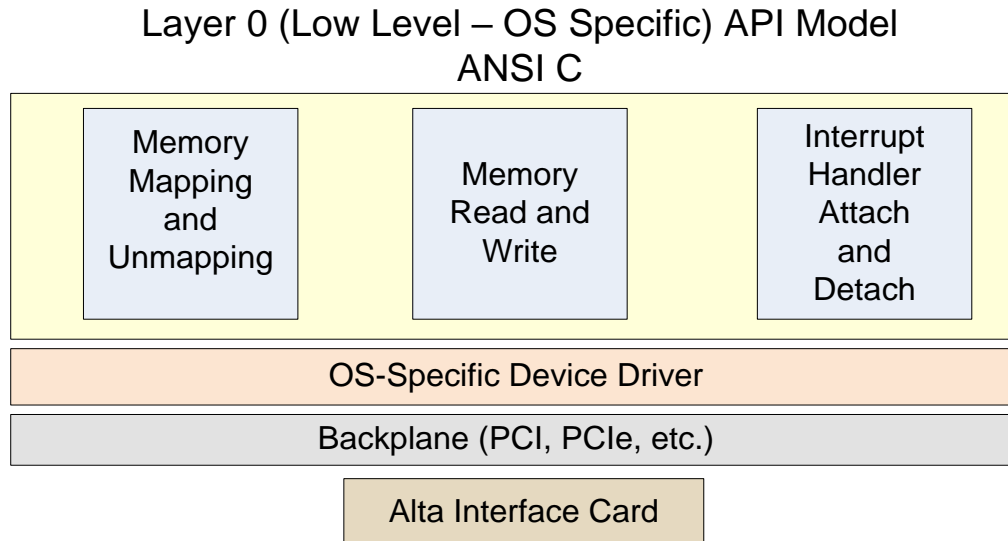 Layer 0 (Low Level – OS Specific) API Model
ANSI C
Memory
Mapping
and
Unmapping
Memory
Read and
Write
Interrupt
Handler
Attach
and
Detach
OS-Specific Device Driver
Backplane (PCI, PCIe, etc.)
Alta Interface Card